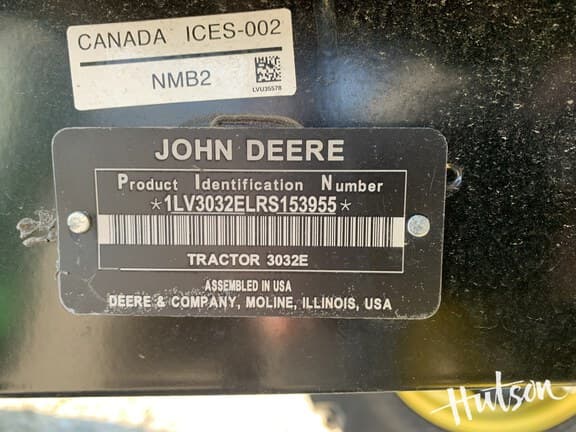 CANADA ICES-002
NMB2
LVU35578
JOHN DEERE
Product Identification Number
*1LV3032ELRS153955*
TRACTOR 3032E
ASSEMBLED IN USA
DEERE & COMPANY, MOLINE, ILLINOIS, USA
Hutson